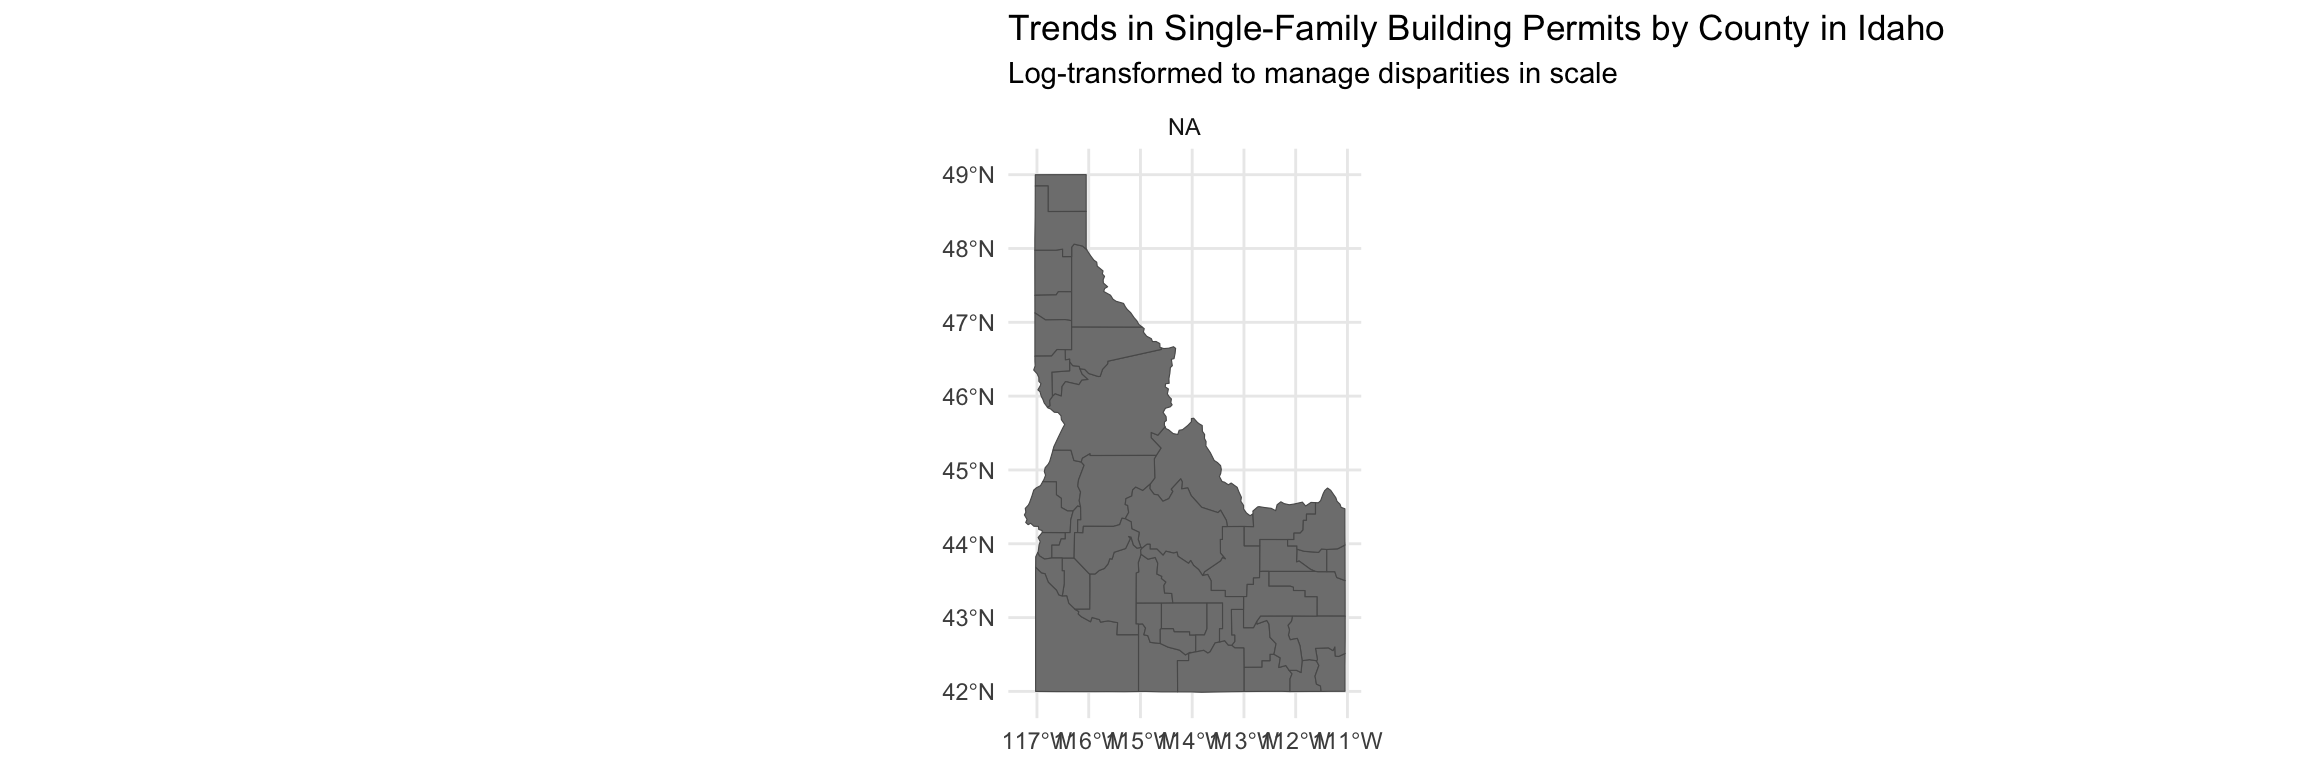 Trends in Single-Family Building Permits by County in Idaho
Log-transformed to manage disparities in scale
NA
49°N
48°N
47°N
46°N
45°N
44°N
43°N
42°N
117°W 116°W 115°W 114°W 113°W 112°W 111°W